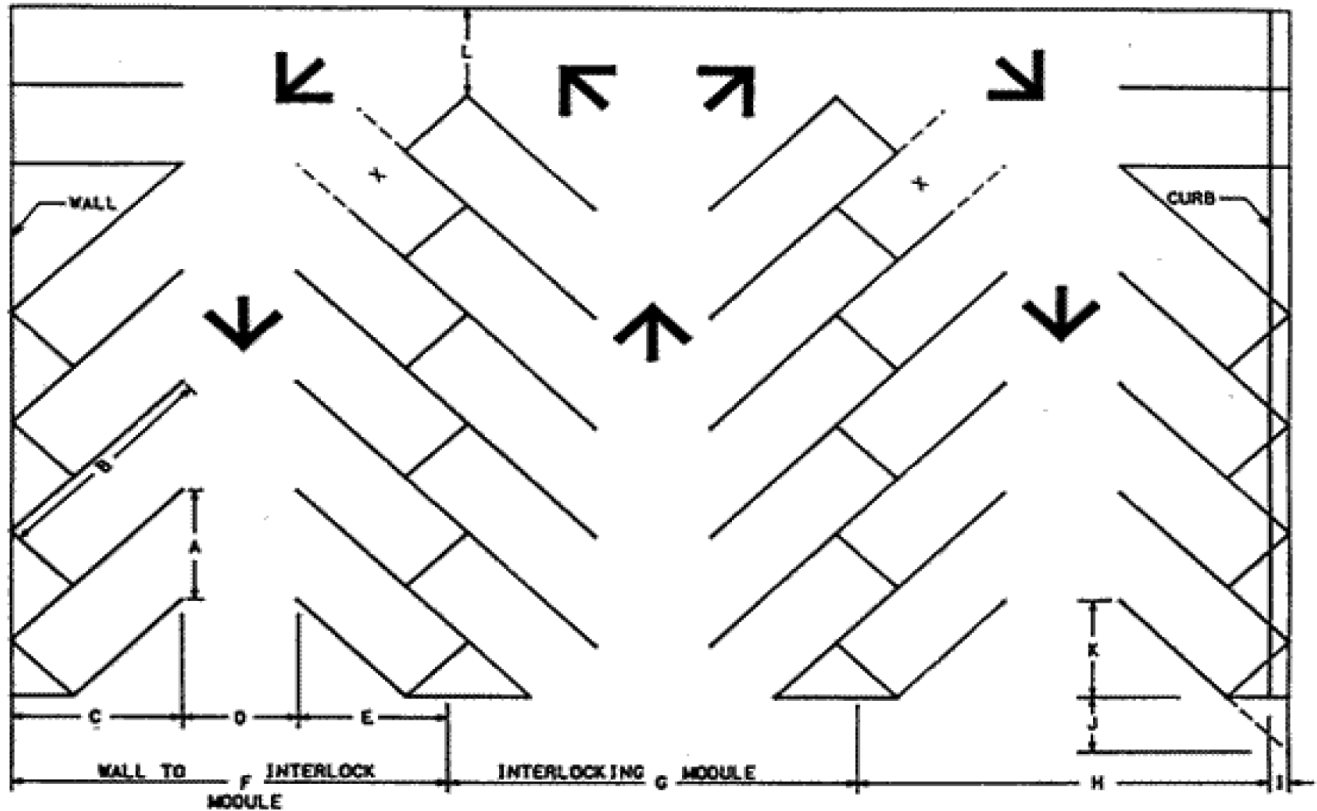 L
X
X
WALL
CURB
B
A
K
C
D
E
J
WALL TO INTERLOCK
F
MODULE
INTERLOCKING MODULE
G
H
I